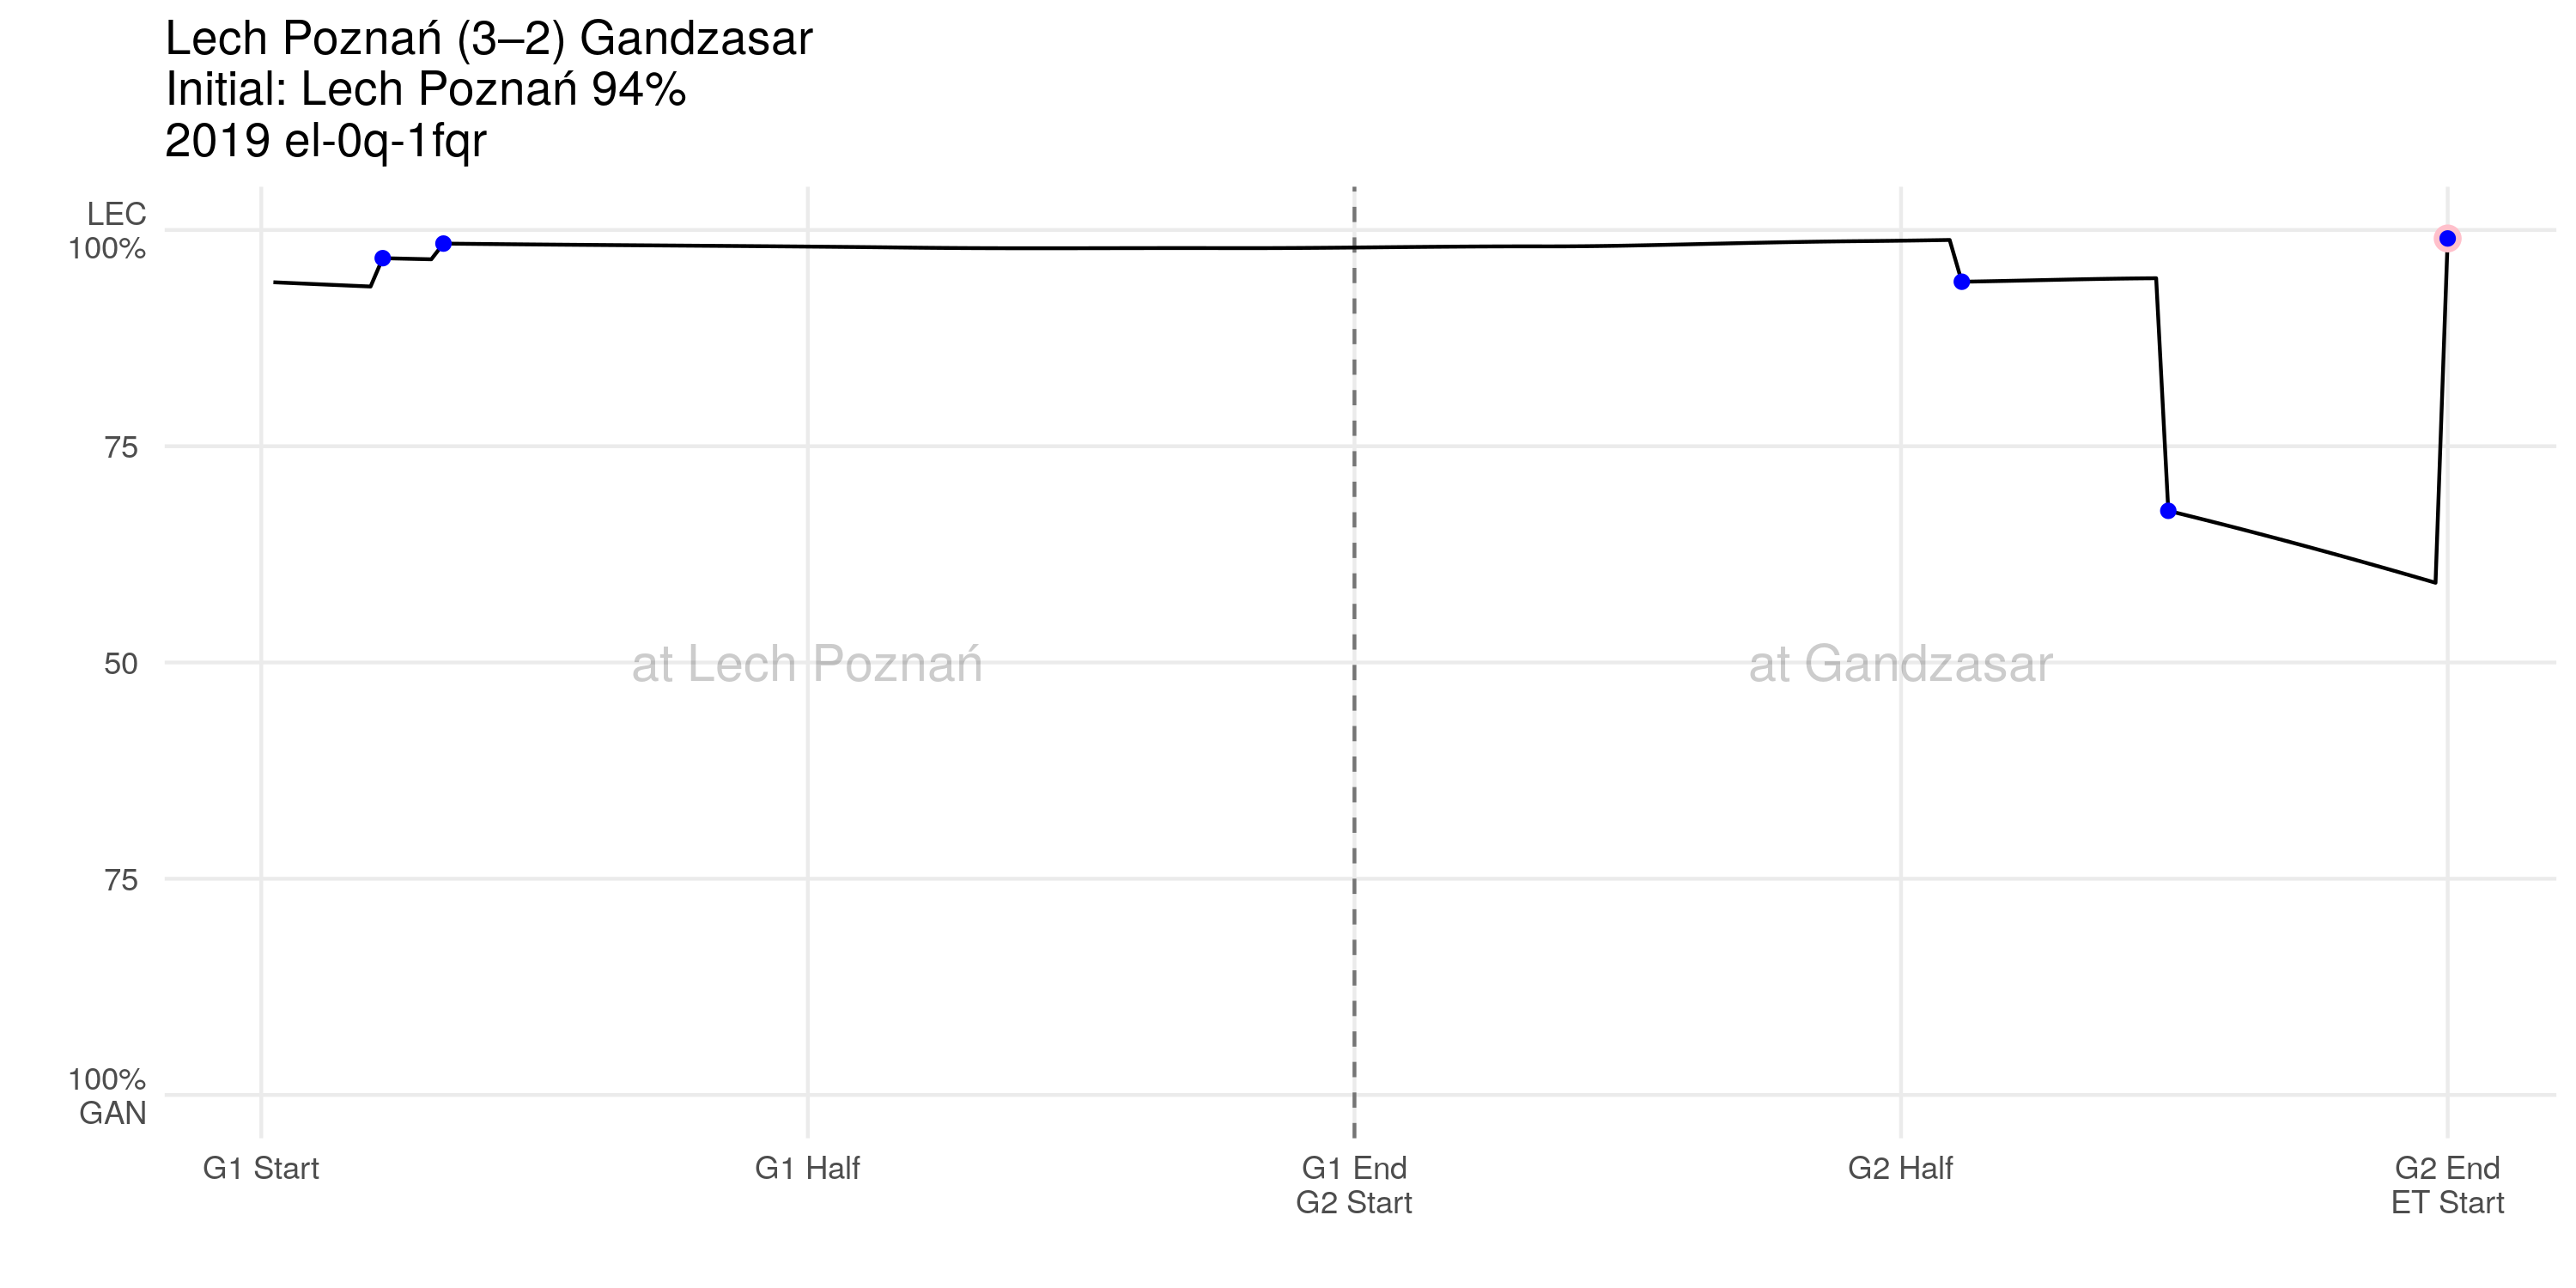 Lech Poznań (3–2) Gandzasar
Initial: Lech Poznań 94%
2019 el-0q-1fqr
LEC
100%
75
50
75
100%
GAN
at Lech Poznań
at Gandzasar
G1 Start
G1 Half
G1 End
G2 Start
G2 Half
G2 End
ET Start